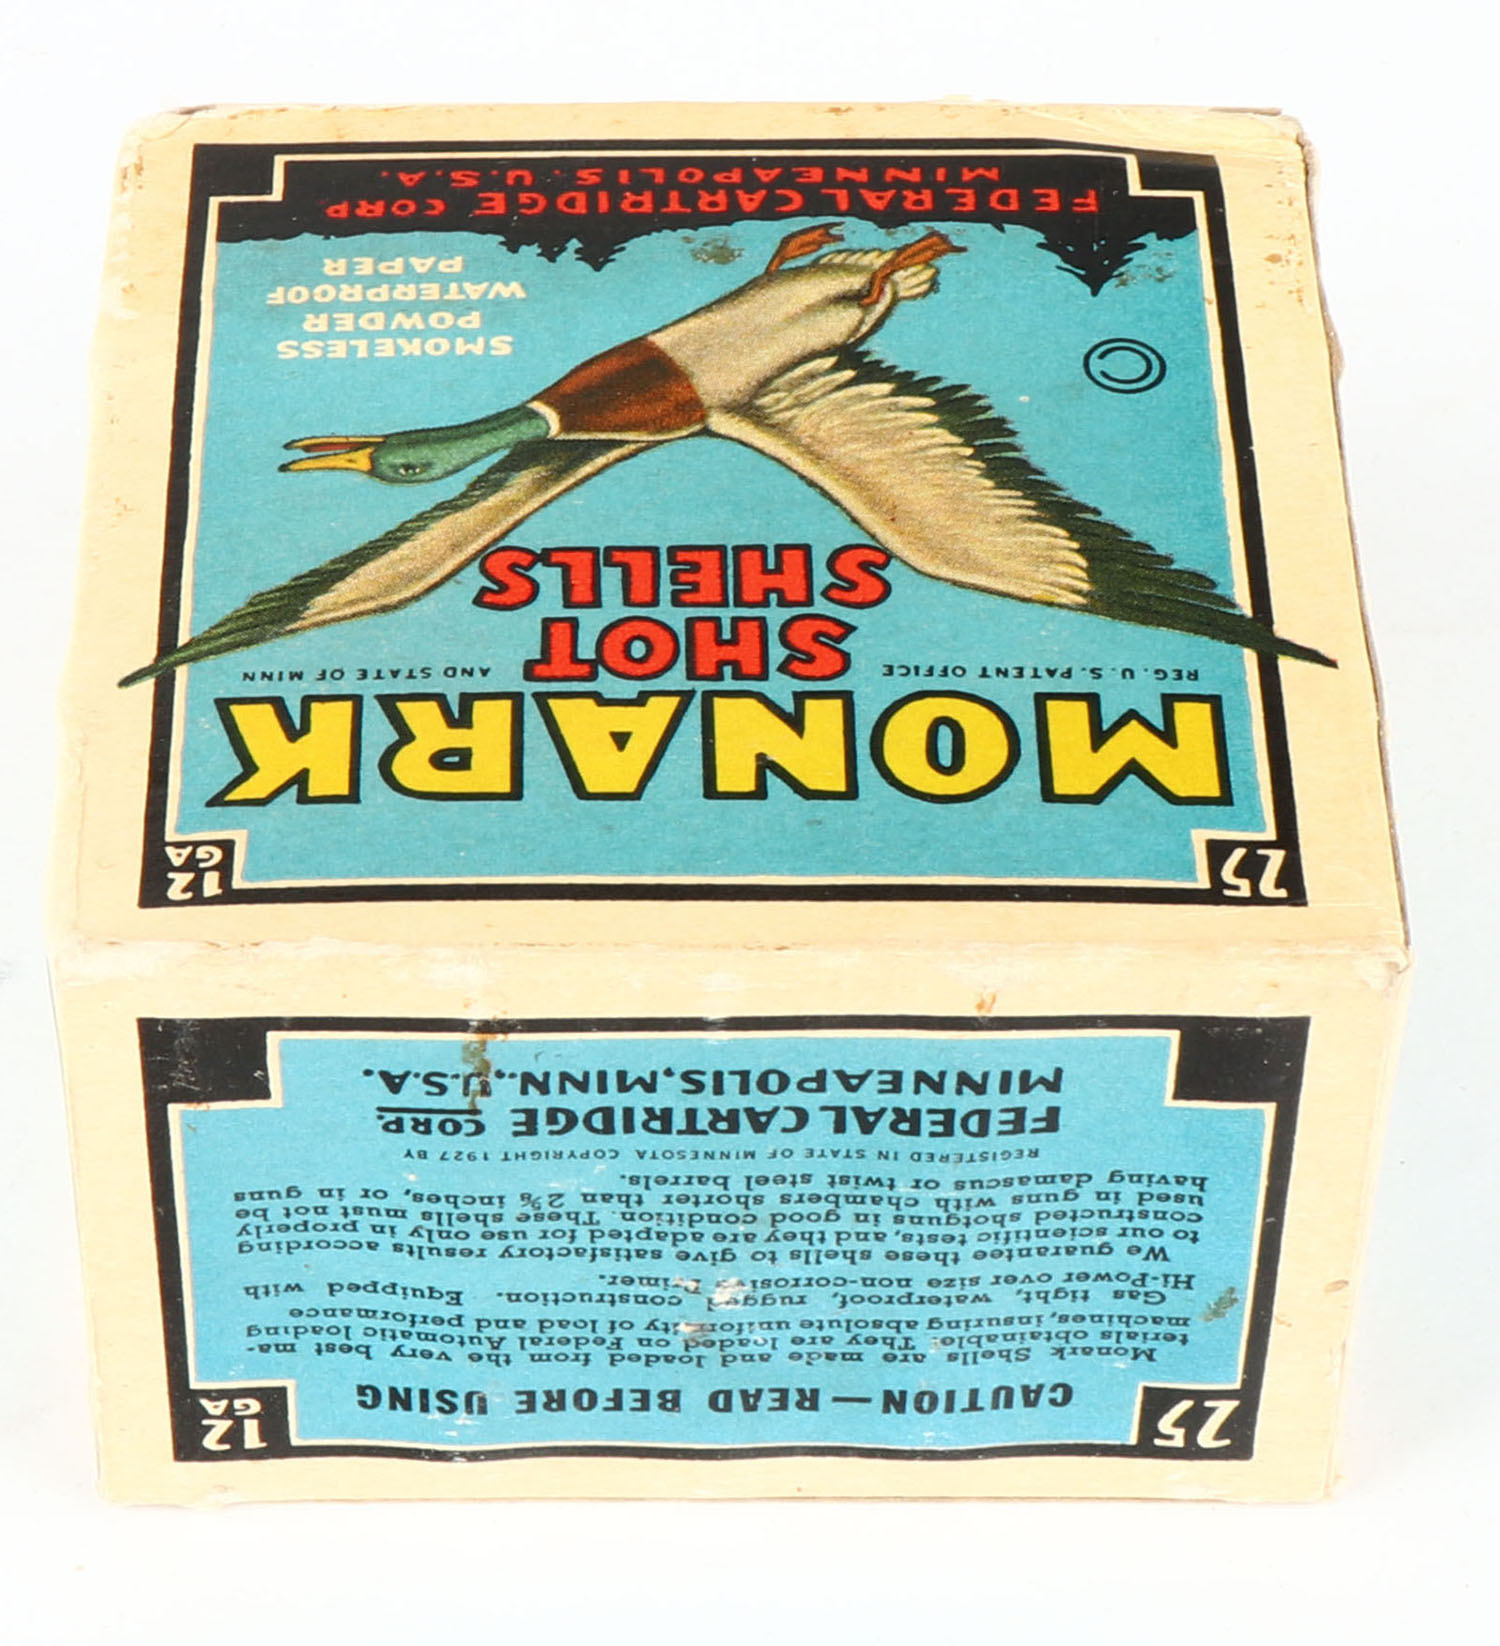 25
12
GA
CAUTION—READ BEFORE USING
Monark Shells are made and loaded from the very best ma-
terials obtainable. They are loaded on Federal Automatic loading
machines, insuring absolute uniformity of load and performance
Gas tight, waterproof, rugged construction. Equipped with
Hi-Power over size non-corrosive Primer.
We guarantee these shells to give satisfactory results according
to our scientific tests, and they are adapted for use only in properly
constructed shotguns in good condition. These shells must not be
used in guns with chambers shorter than 2⅝ inches, or in guns
having damascus or twist steel barrels.
REGISTERED IN STATE OF MINNESOTA COPYRIGHT 1927 BY
FEDERAL CARTRIDGE CORP.
MINNEAPOLIS, MINN., U.S.A.
25
12
GA
MONARK
REG. U.S. PATENT OFFICE
SHOT
AND STATE OF MINN
SHELLS
©
SMOKELESS
POWDER
WATERPROOF
PAPER
FEDERAL CARTRIDGE CORP
MINNEAPOLIS. U.S.A.